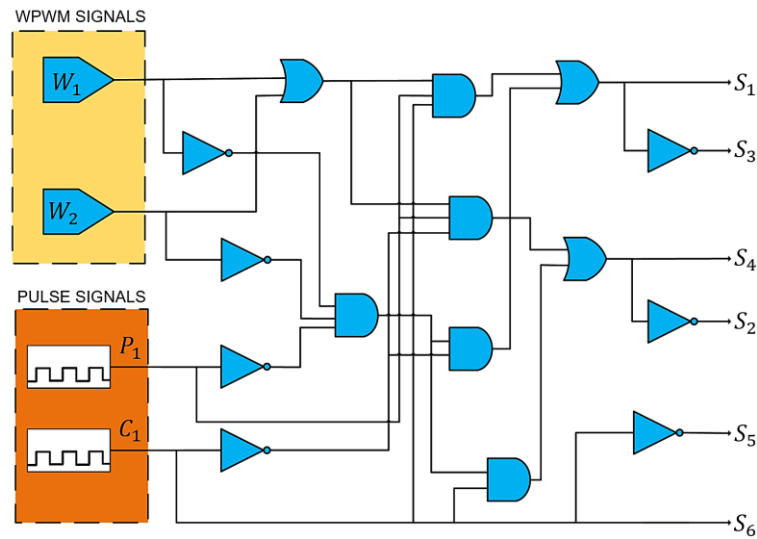 WPWM SIGNALS
W₁
W₂
PULSE SIGNALS
P₁
C₁
S₁
S₃
S₄
S₂
S₅
S₆